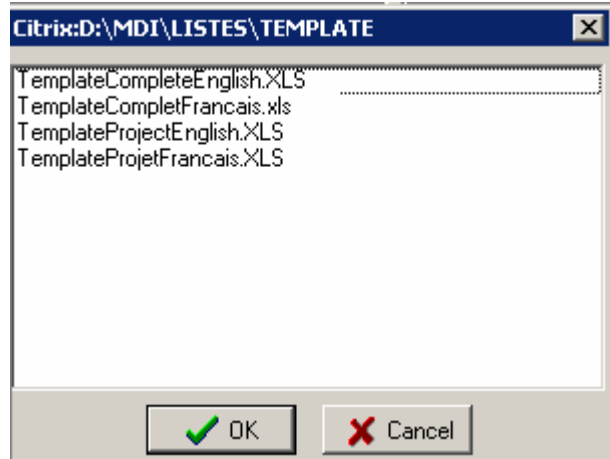 Citrix:D:\MDI\LISTES\TEMPLATE
TemplateCompleteEnglish.XLS
TemplateCompletFrancais.xls
TemplateProjectEnglish.XLS
TemplateProjetFrancais.XLS
OK
Cancel